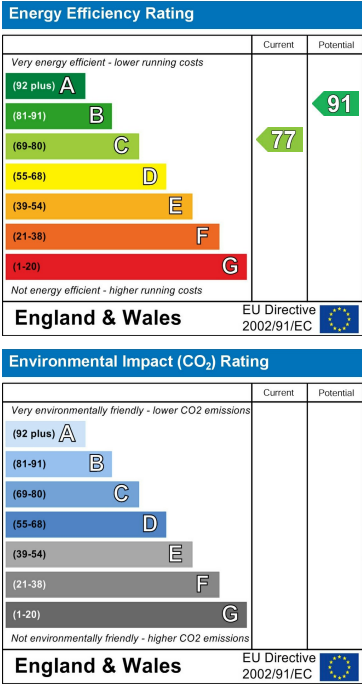 Energy Efficiency Rating
Current Potential
Very energy efficient - lower running costs
(92 plus) A
(81-91) B
(69-80) C
(55-68) D
(39-54) E
(21-38) F
(1-20) G
77
91
Not energy efficient - higher running costs
England & Wales
EU Directive
2002/91/EC
Environmental Impact (CO₂) Rating
Current Potential
Very environmentally friendly - lower CO2 emissions
(92 plus) A
(81-91) B
(69-80) C
(55-68) D
(39-54) E
(21-38) F
(1-20) G
Not environmentally friendly - higher CO2 emissions
England & Wales
EU Directive
2002/91/EC